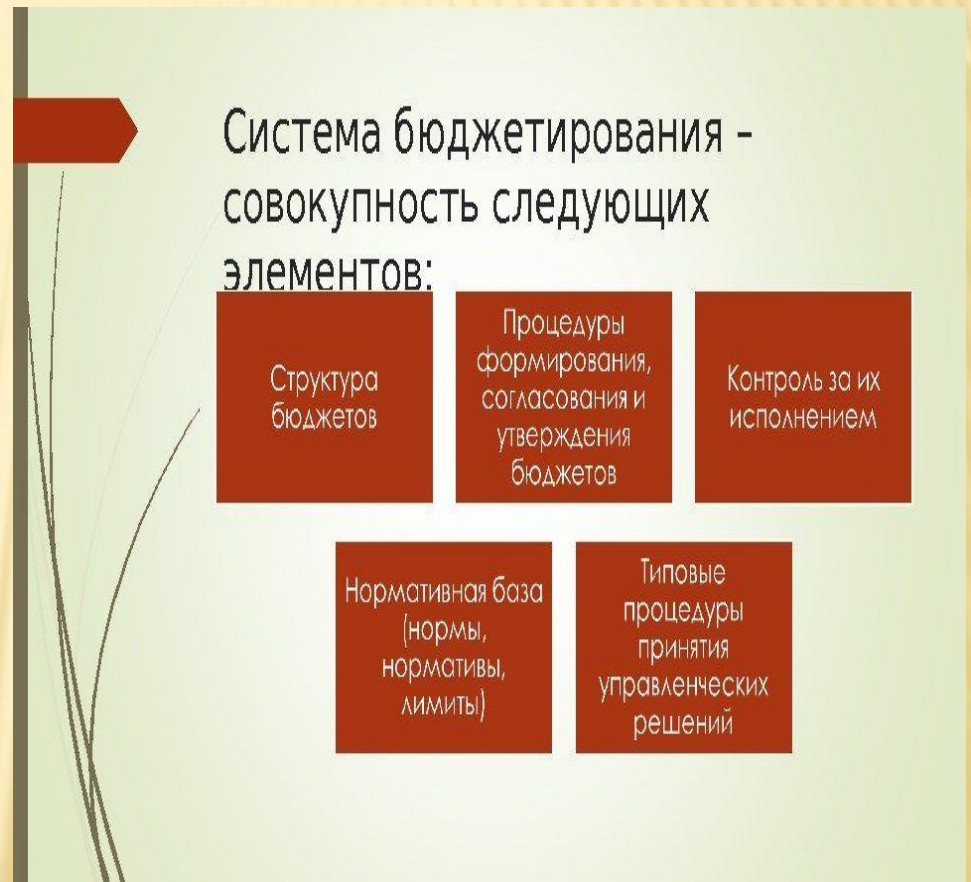 Система бюджетирования –
совокупность следующих
элементов:
Структура
бюджетов
Процедуры
формирования,
согласования и
утверждения
бюджетов
Контроль за их
исполнением
Нормативная база
(нормы,
нормативы,
лимиты)
Типовые
процедуры
принятия
управленческих
решений